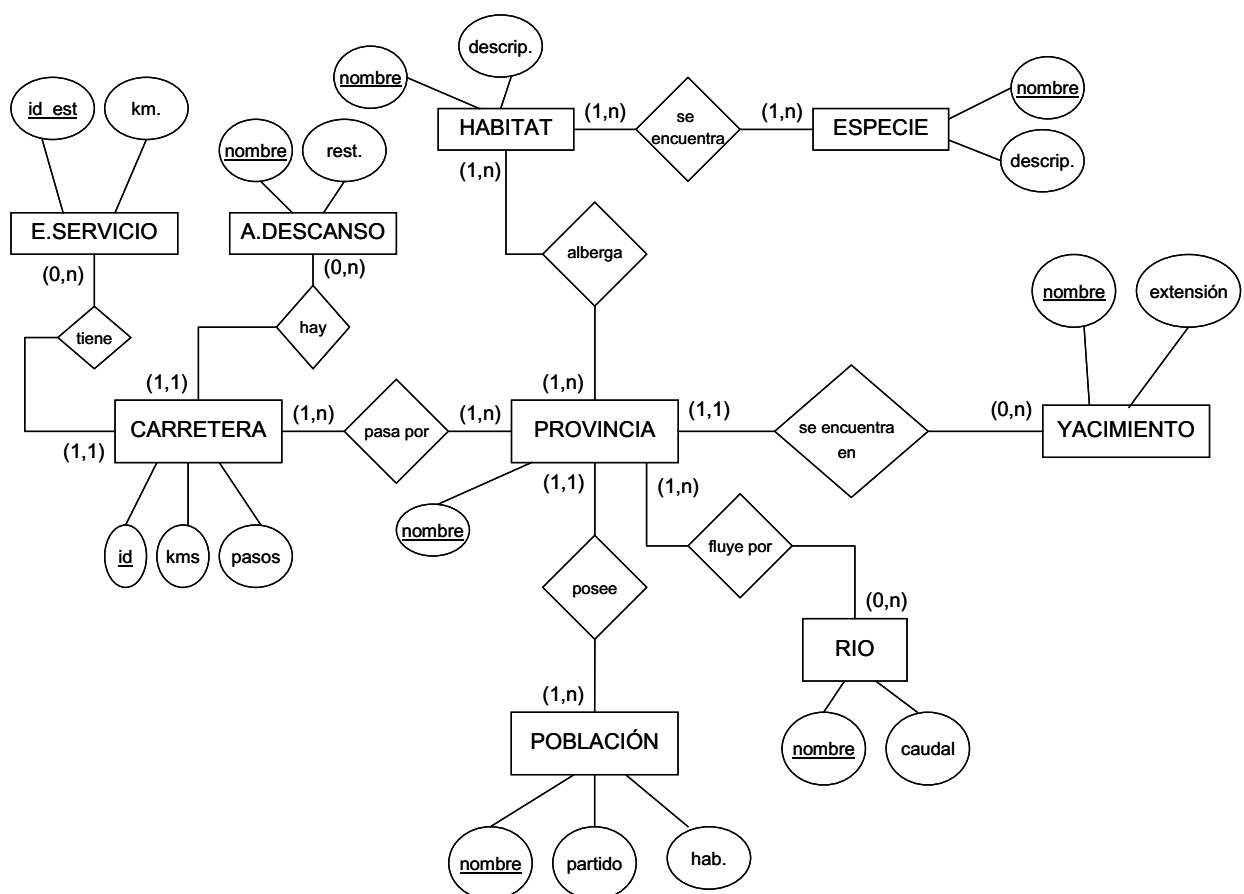 descrip.
nombre
nombre
id_est
km.
(1,n)
se
encuentra
(1,n)
HABITAT
ESPECIE
nombre
rest.
descrip.
(1,n)
E.SERVICIO
A.DESCANSO
alberga
(0,n)
(0,n)
nombre
extensión
tiene
hay
(1,1)
(1,n)
(1,n)
(1,n)
(1,1)
(0,n)
CARRETERA
pasa por
PROVINCIA
se encuentra
en
YACIMIENTO
(1,1)
(1,1)
(1,n)
nombre
id
kms
pasos
fluye por
posee
(0,n)
RIO
(1,n)
POBLACIÓN
nombre
caudal
nombre
partido
hab.